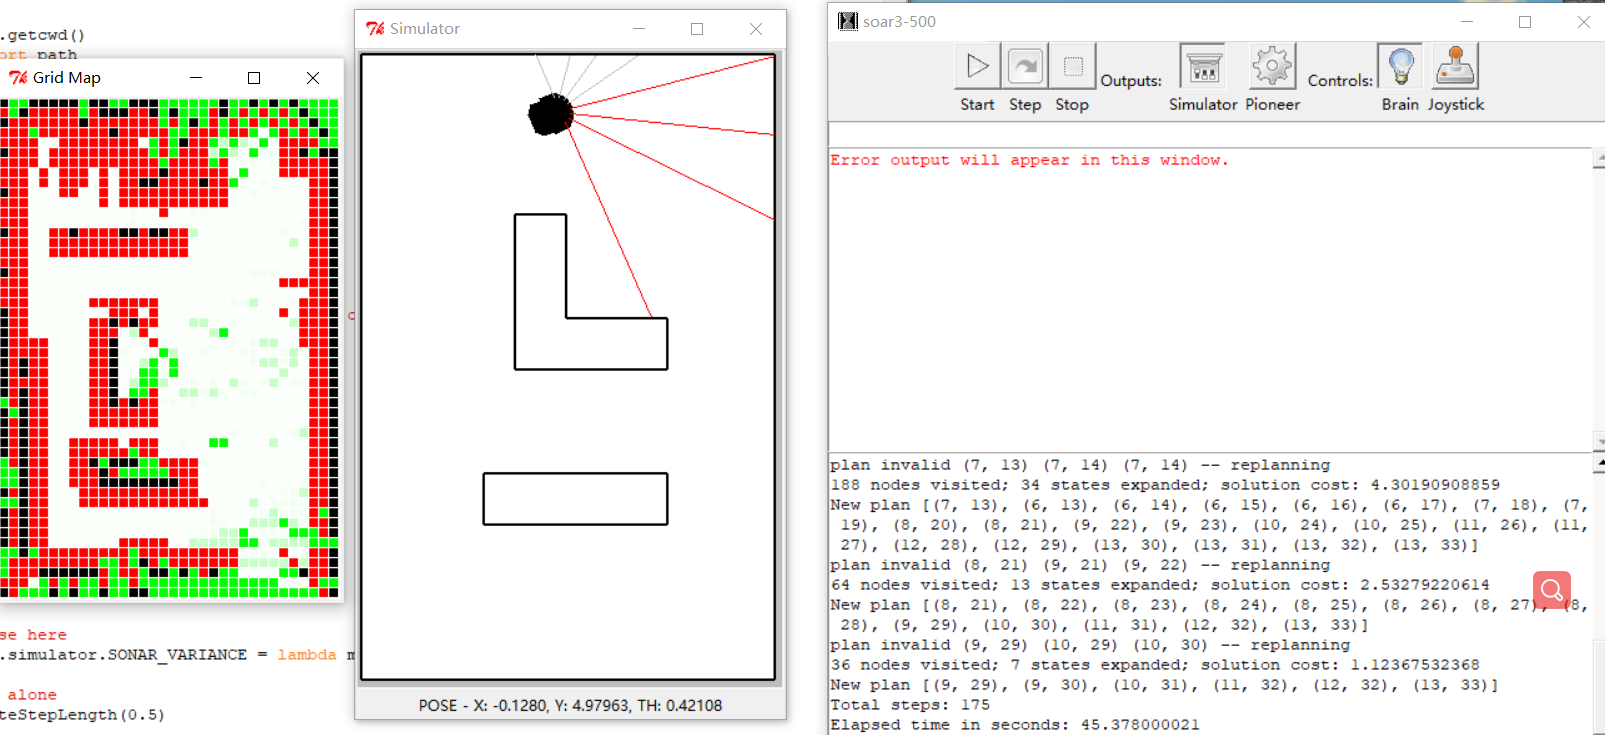 .getcwd()
ort path
Grid Map
Simulator
POSE - X: -0.1280, Y: 4.97963, TH: 0.42108
se here
.simulator.SONAR_VARIANCE = lambda m
alone
teStepLength(0.5)
soar3-500
Outputs:
Controls:
Start Step Stop Simulator Pioneer Brain Joystick
Error output will appear in this window.
plan invalid (7, 13) (7, 14) (7, 14) -- replanning
188 nodes visited; 34 states expanded; solution cost: 4.30190908859
New plan [(7, 13), (6, 13), (6, 14), (6, 15), (6, 16), (6, 17), (7, 18), (7,
19), (8, 20), (8, 21), (9, 22), (9, 23), (10, 24), (10, 25), (11, 26), (11,
27), (12, 28), (12, 29), (13, 30), (13, 31), (13, 32), (13, 33)]
plan invalid (8, 21) (9, 21) (9, 22) -- replanning
64 nodes visited; 13 states expanded; solution cost: 2.53279220614
New plan [(8, 21), (8, 22), (8, 23), (8, 24), (8, 25), (8, 26), (8, 27), (8,
28), (9, 29), (10, 30), (11, 31), (12, 32), (13, 33)]
plan invalid (9, 29) (10, 29) (10, 30) -- replanning
36 nodes visited; 7 states expanded; solution cost: 1.12367532368
New plan [(9, 29), (9, 30), (10, 31), (11, 32), (12, 32), (13, 33)]
Total steps: 175
Elapsed time in seconds: 45.378000021